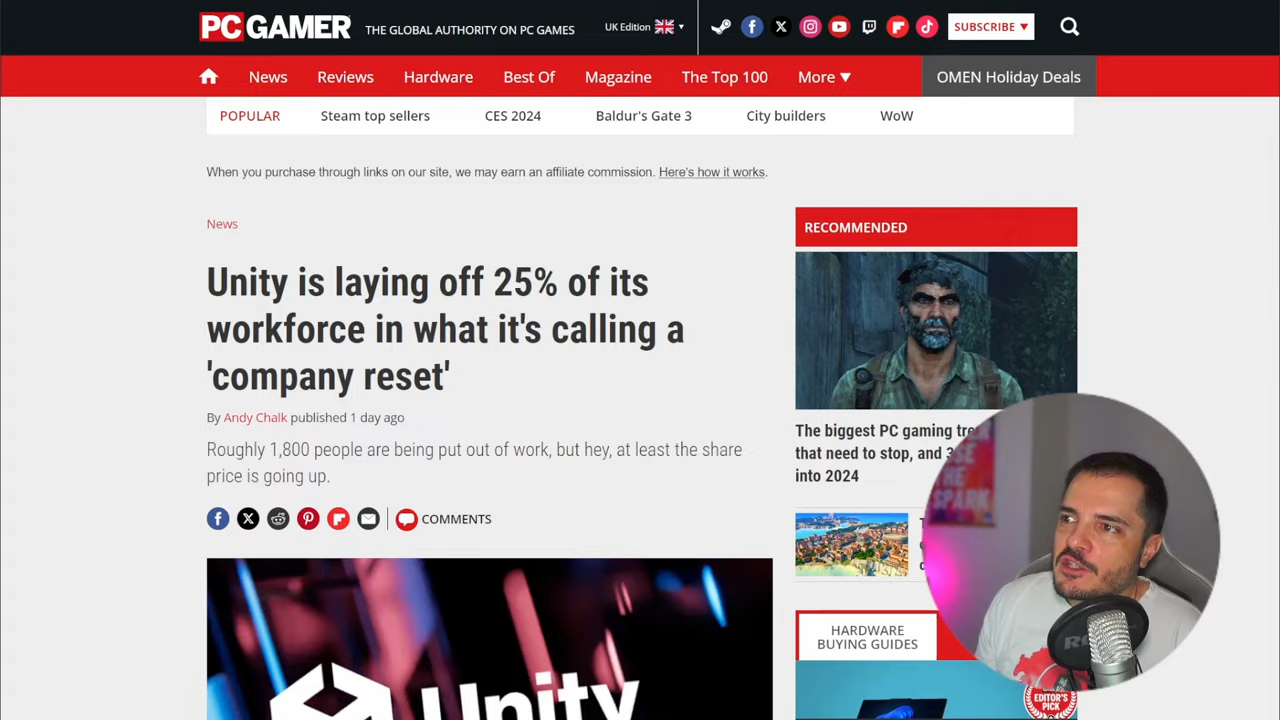 PC GAMER
THE GLOBAL AUTHORITY ON PC GAMES
UK Edition
SUBSCRIBE
News
Reviews
Hardware
Best Of
Magazine
The Top 100
More
OMEN Holiday Deals
POPULAR
Steam top sellers
CES 2024
Baldur's Gate 3
City builders
WoW
When you purchase through links on our site, we may earn an affiliate commission. Here's how it works.
News
Unity is laying off 25% of its
workforce in what it's calling a
'company reset'
By Andy Chalk published 1 day ago
Roughly 1,800 people are being put out of work, but hey, at least the share
price is going up.
COMMENTS
Unity
RECOMMENDED
The biggest PC gaming
that need to stop, and
into 2024
HARDWARE
BUYING GUIDES
EDITOR'S
PICK
THE
SPARK